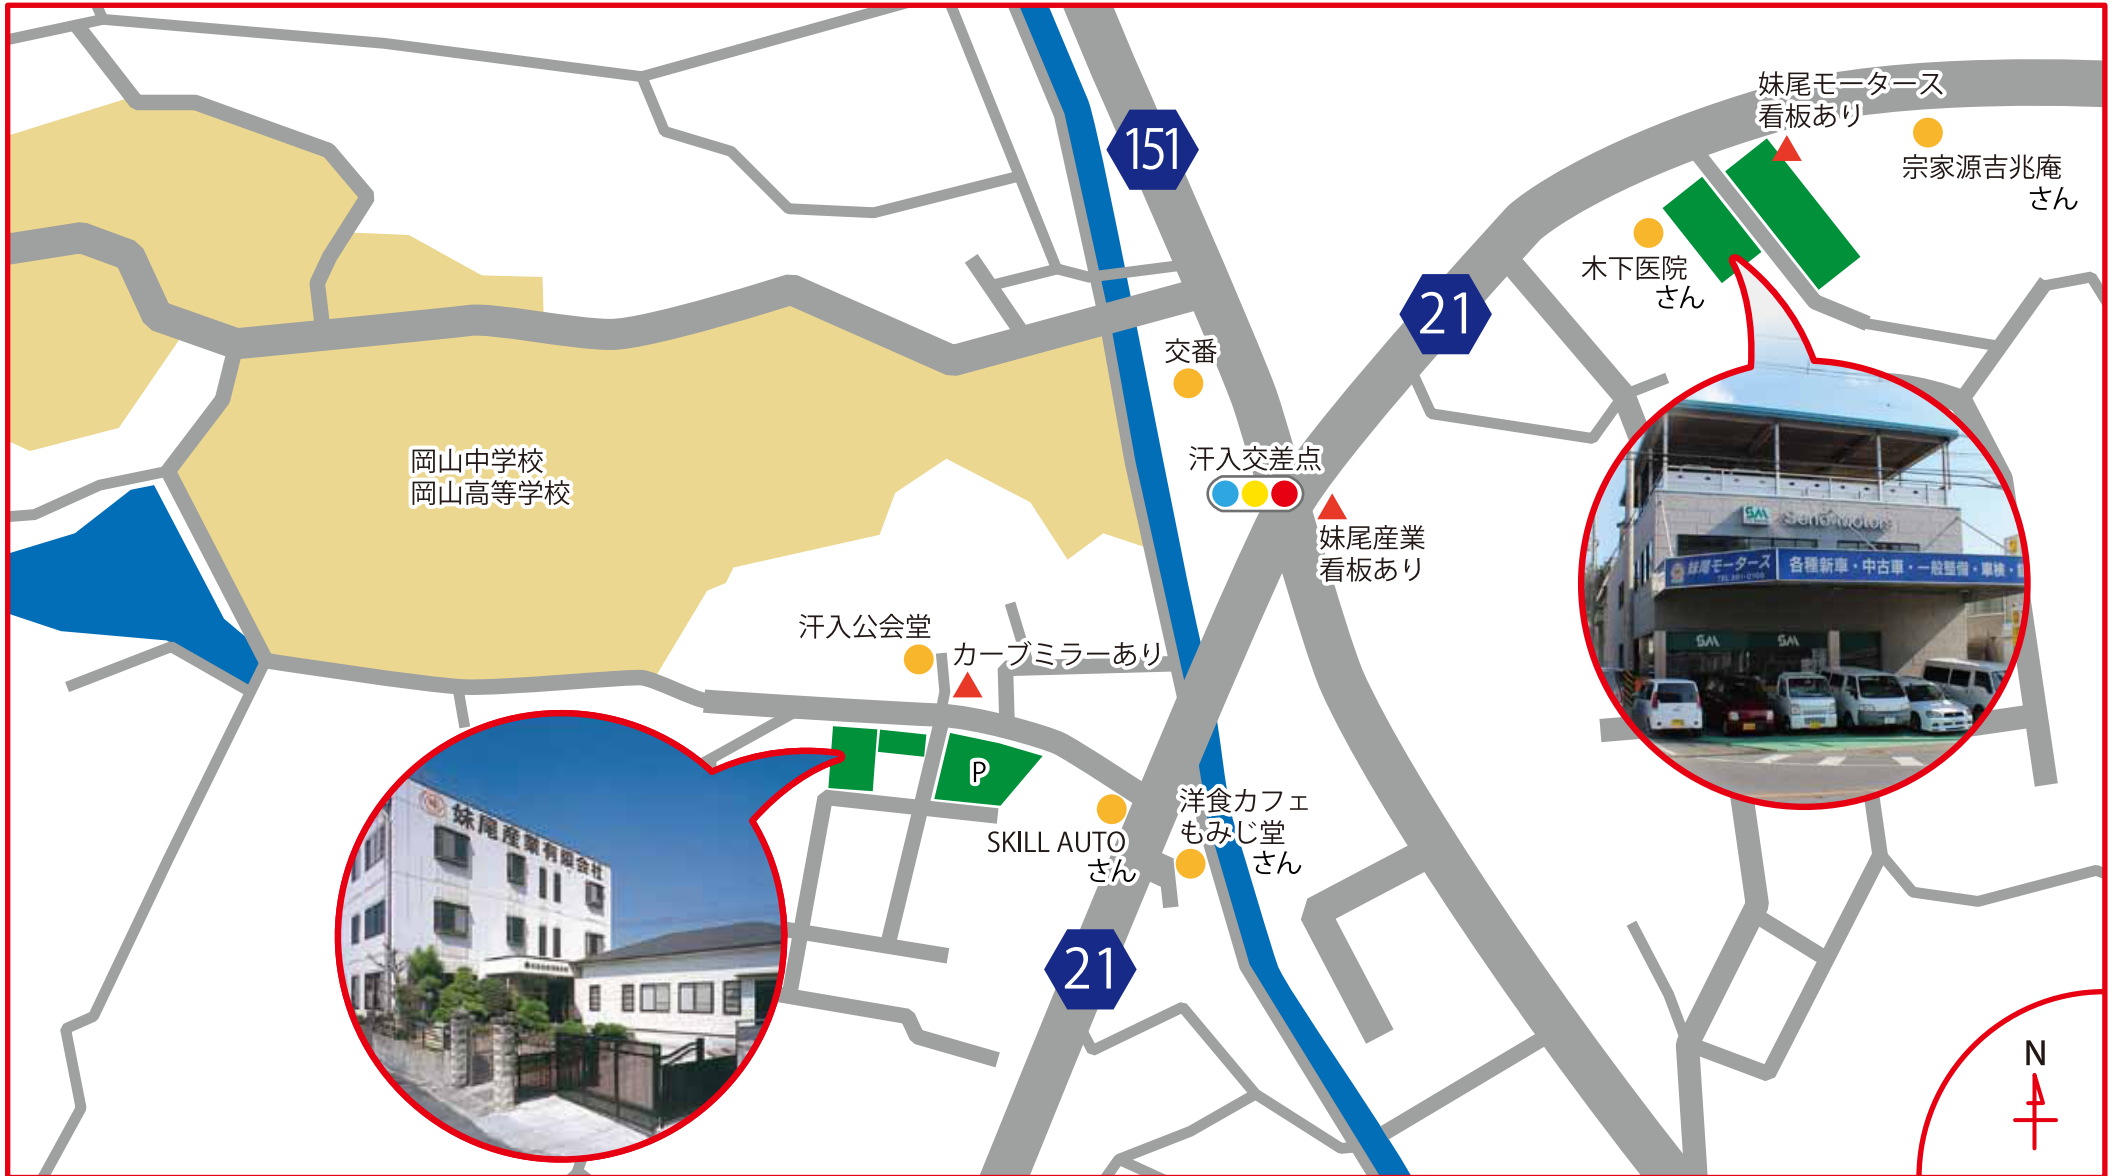 妹尾モータース
看板あり
宗家源吉兆庵
さん
151
木下医院
さん
21
交番
汗入交差点
岡山中学校
岡山高等学校
妹尾産業
看板あり
Seno Motors
SM
妹尾モータース
各種新車・中古車・一般整備・車検・
SM
SM
汗入公会堂
カーブミラーあり
P
洋食カフェ
もみじ堂
さん
SKILL AUTO
さん
妹尾産業有限会社
21
N